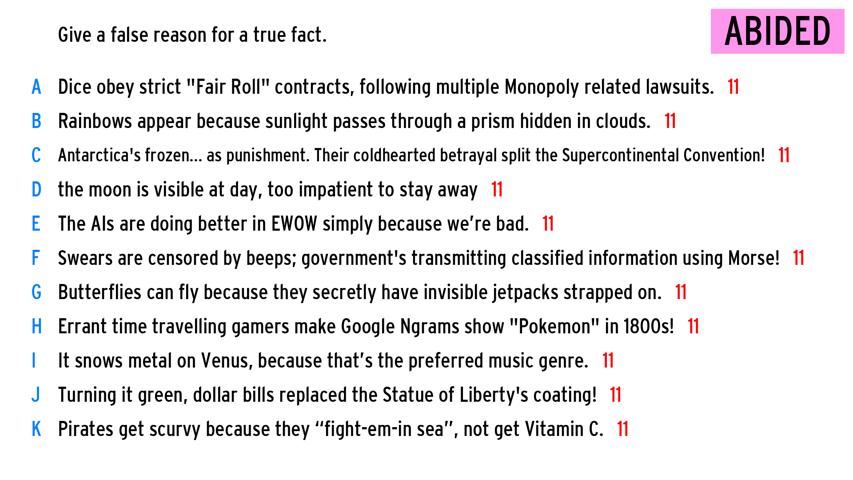 Give a false reason for a true fact.
ABIDED
A Dice obey strict "Fair Roll" contracts, following multiple Monopoly related lawsuits. 11
B Rainbows appear because sunlight passes through a prism hidden in clouds. 11
C Antarctica's frozen... as punishment. Their coldhearted betrayal split the Supercontinental Convention! 11
D the moon is visible at day, too impatient to stay away 11
E The AIs are doing better in EWOW simply because we’re bad. 11
F Swears are censored by beeps; government's transmitting classified information using Morse! 11
G Butterflies can fly because they secretly have invisible jetpacks strapped on. 11
H Errant time travelling gamers make Google Ngrams show "Pokemon" in 1800s! 11
I It snows metal on Venus, because that’s the preferred music genre. 11
J Turning it green, dollar bills replaced the Statue of Liberty's coating! 11
K Pirates get scurvy because they “fight-em-in sea”, not get Vitamin C. 11